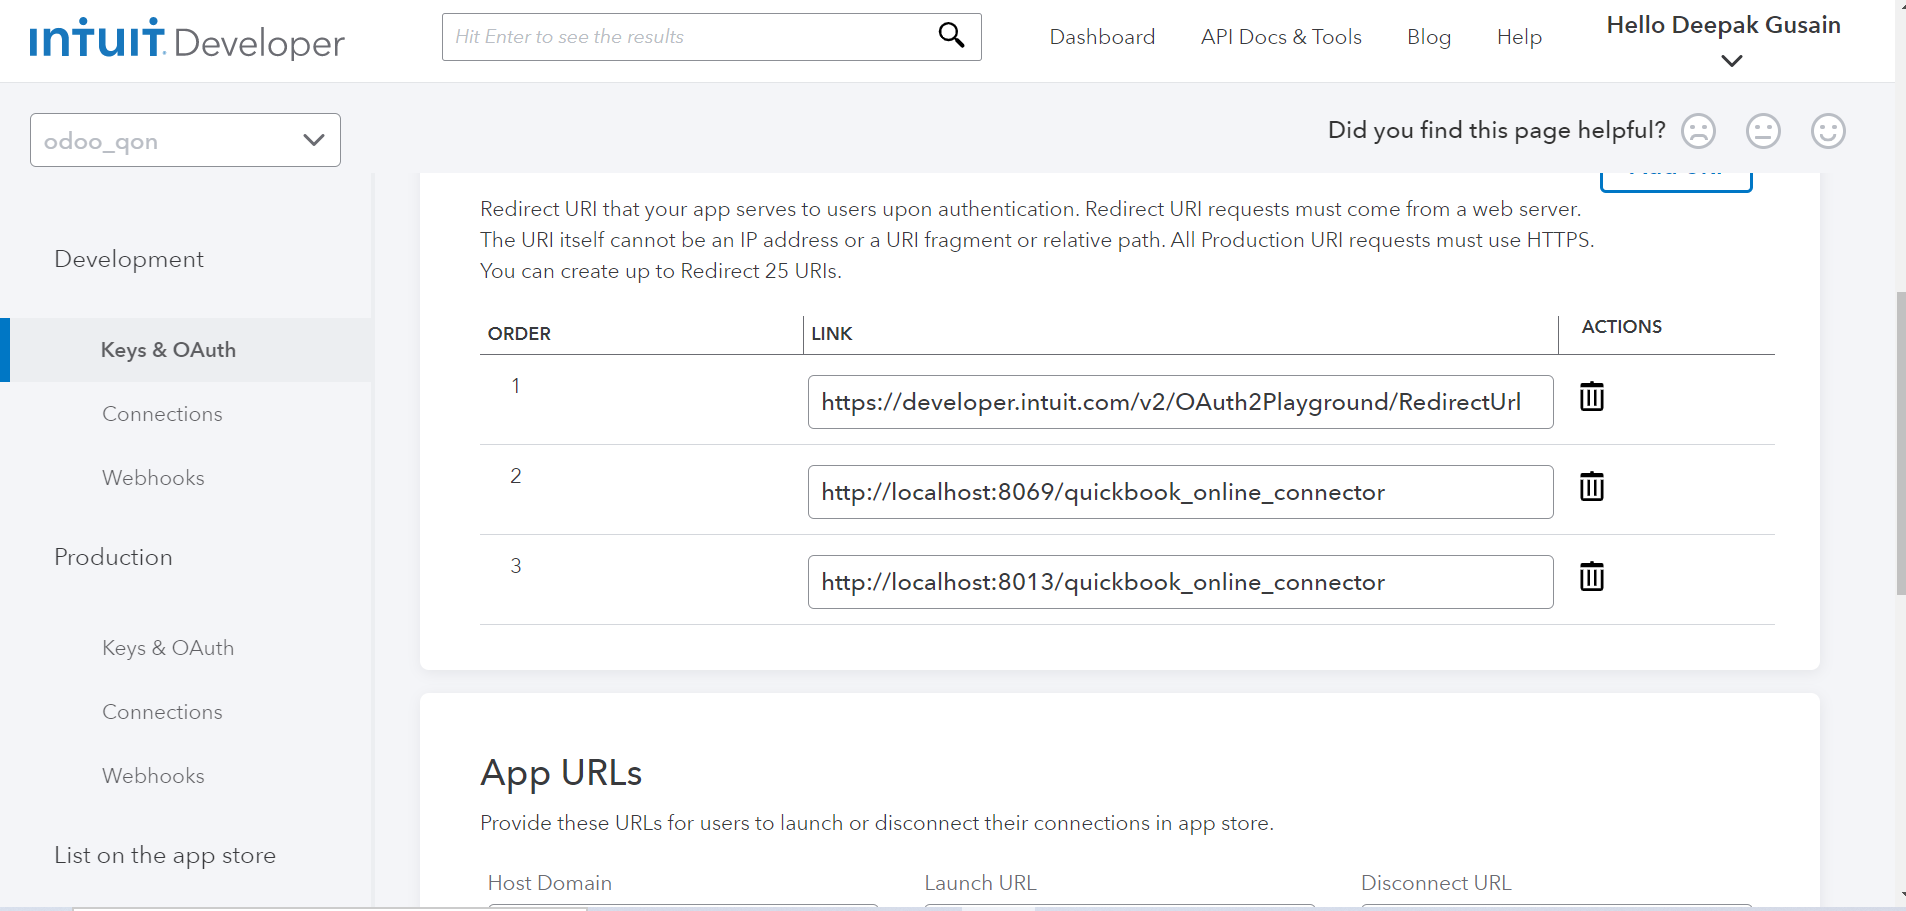 INTUIT Developer
Hit Enter to see the results
Dashboard
API Docs & Tools
Blog
Help
Hello Deepak Gusain
odoo_qon
Did you find this page helpful?
Development
Keys & OAuth
Connections
Webhooks
Production
Keys & OAuth
Connections
Webhooks
List on the app store
Redirect URI that your app serves to users upon authentication. Redirect URI requests must come from a web server.
The URI itself cannot be an IP address or a URI fragment or relative path. All Production URI requests must use HTTPS.
You can create up to Redirect 25 URIs.
ORDER
LINK
ACTIONS
1
https://developer.intuit.com/v2/OAuth2Playground/RedirectUrl
2
http://localhost:8069/quickbook_online_connector
3
http://localhost:8013/quickbook_online_connector
App URLs
Provide these URLs for users to launch or disconnect their connections in app store.
Host Domain
Launch URL
Disconnect URL